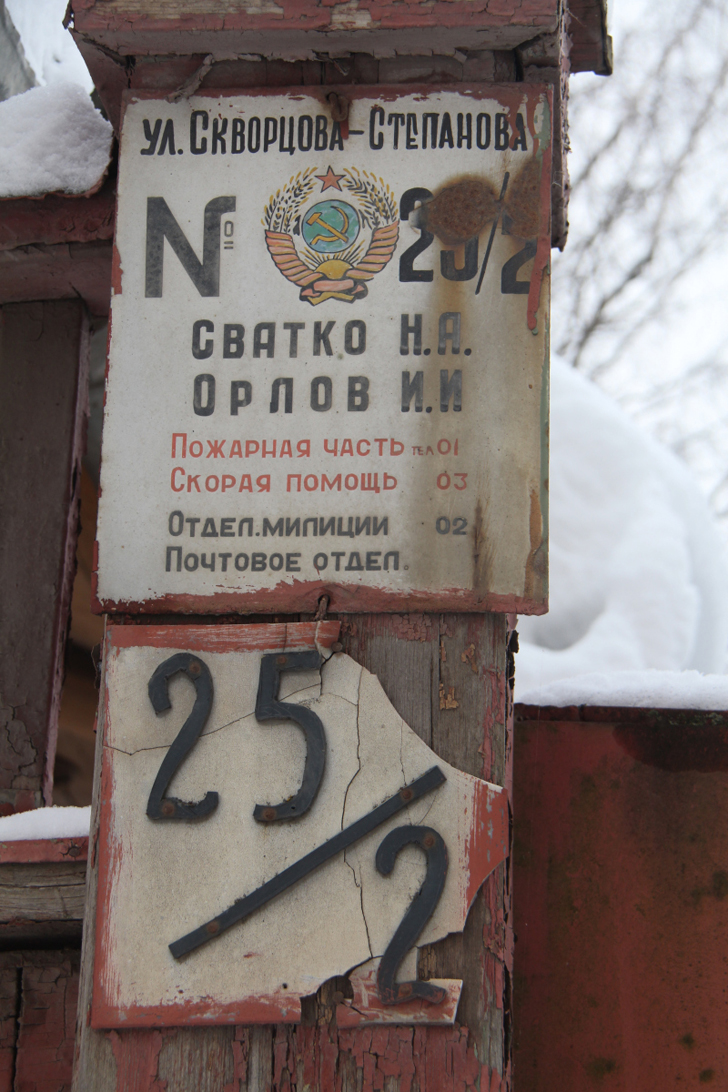 ул. Скворцова-Степанова
№ 25/2
Сватко Н.А.
Орлов И.И
Пожарная часть тел 01
Скорая помощь 03
Отдел.милиции 02
Почтовое отдел.
25/2